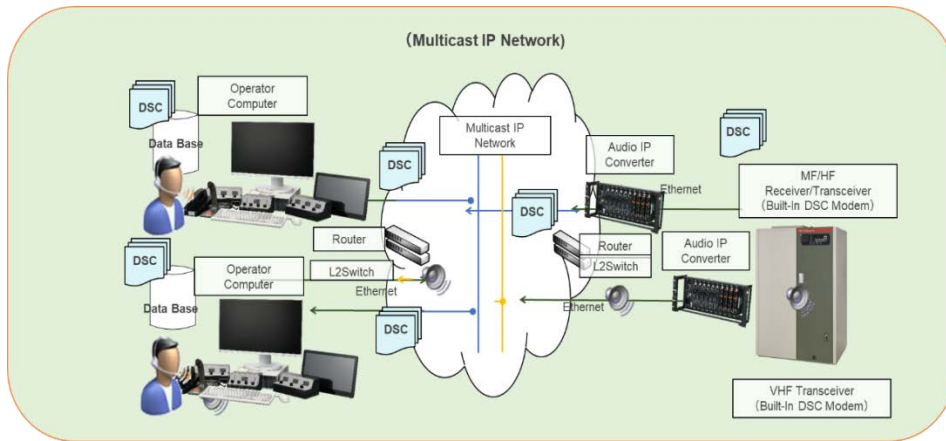 (Multicast IP Network)
DSC
Operator
Computer
Data Base
DSC
Multicast IP
Network
Audio IP
Converter
Ethernet
DSC
MF/HF
Receiver/Transceiver
(Built-In DSC Modem)
DSC
Router
L2Switch
Ethernet
DSC
Operator
Computer
Data Base
DSC
Router
L2Switch
Audio IP
Converter
Ethernet
VHF Transceiver
(Built-In DSC Modem)